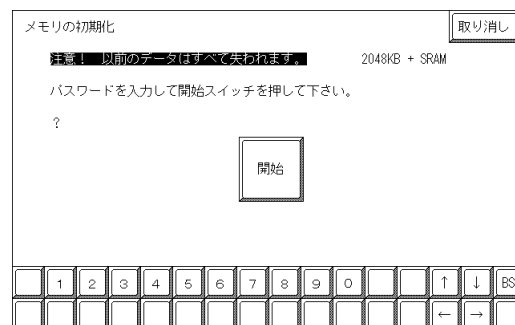 メモリの初期化
取り消し
注意！ 以前のデータはすべて失われます。 2048KB + SRAM
パスワードを入力して開始スイッチを押して下さい。
?
開始
1 2 3 4 5 6 7 8 9 0 ↑ ↓ BS
← →